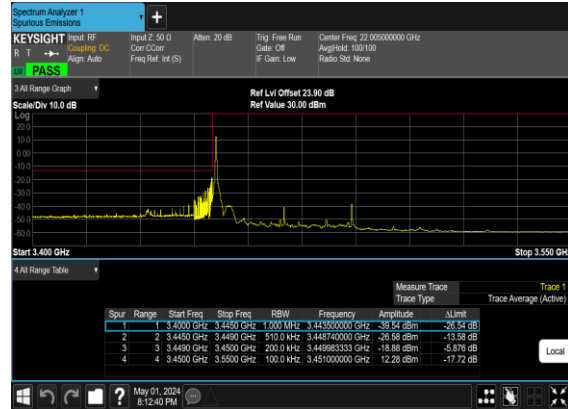 Spectrum Analyzer 1
Spurious Emissions
+
KEYSIGHT Input: RF Input Z: 50 Ω Atten: 20 dB Trig: Free Run Center Freq: 22.005000000 GHz
R T Coupling: DC Corr CCorr Gate: Off Avg|Hold: 100/100
Align: Auto Freq Ref: Int (S) IF Gain: Low Radio Std: None
PASS
3 All Range Graph Ref Lvl Offset 23.90 dB
Scale/Div 10.0 dB Ref Value 30.00 dBm
Log
20.0
10.0
0.00
-10.0
-20.0
-30.0
-40.0
-50.0
-60.0
Start 3.400 GHz Stop 3.550 GHz
4 All Range Table
Measure Trace Trace 1
Trace Type Trace Average (Active)
Spur Range Start Freq Stop Freq RBW Frequency Amplitude ΔLimit
1 1 3.4000 GHz 3.4450 GHz 1.000 MHz 3.443500000 GHz -39.54 dBm -26.54 dB
2 2 3.4450 GHz 3.4490 GHz 510.0 kHz 3.448740000 GHz -26.58 dBm -13.58 dB
3 3 3.4490 GHz 3.4500 GHz 200.0 kHz 3.449983333 GHz -18.88 dBm -5.876 dB
4 4 3.4500 GHz 3.5500 GHz 100.0 kHz 3.451000000 GHz 12.28 dBm -17.72 dB
Local
? May 01, 2024
8:12:40 PM